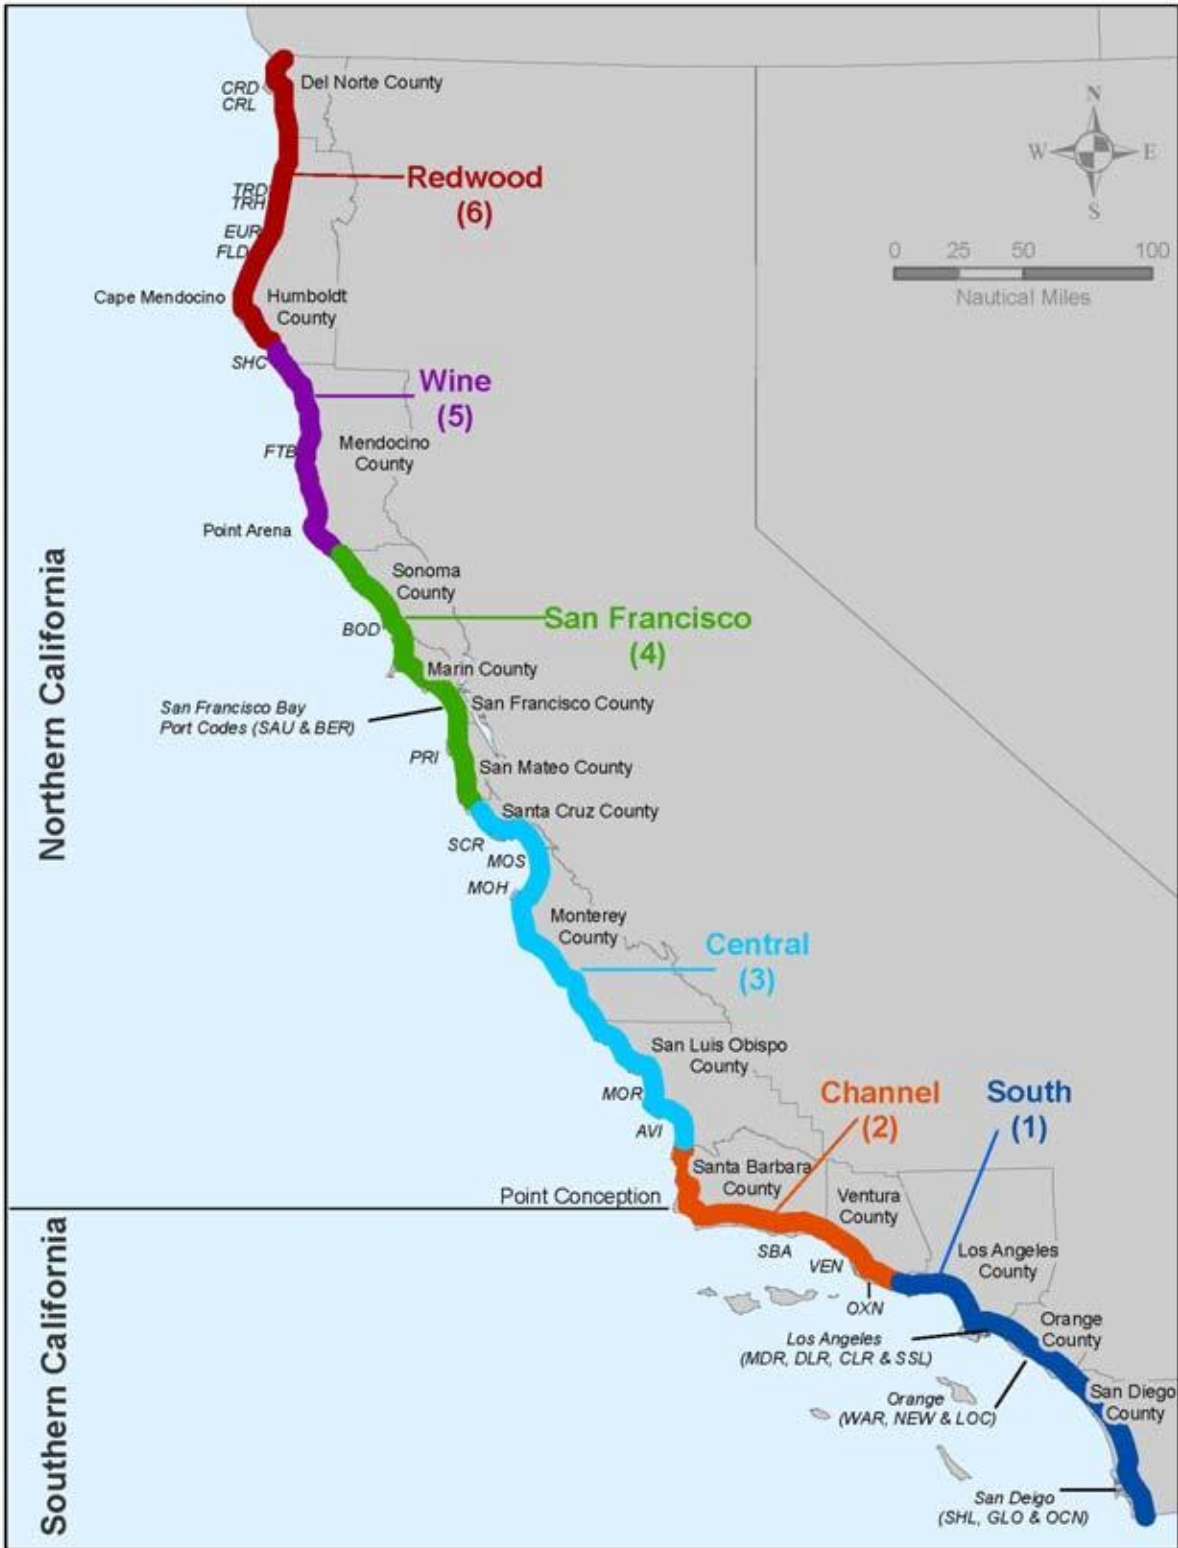 N
W
E
S
CRD
CRL
Del Norte County
Redwood
(6)
TRD
TRH
EUR
FLD
0 25 50 100
Nautical Miles
Cape Mendocino
Humboldt
County
SHC
Wine
(5)
FTB
Mendocino
County
Point Arena
Sonoma
County
San Francisco
(4)
BOD
Marin County
San Francisco County
San Francisco Bay
Port Codes (SAU & BER)
PRI
San Mateo County
Santa Cruz County
SCR
MOS
MOH
Monterey
County
Central
(3)
San Luis Obispo
County
MOR
AVI
Channel
(2)
South
(1)
Santa Barbara
County
Point Conception
Ventura
County
SBA
VEN
OXN
Los Angeles
County
Los Angeles
(MDR, DLR, CLR & SSL)
Orange
County
Orange
(WAR, NEW & LOC)
San Diego
County
San Deigo
(SHL, GLO & OCN)
Northern California
Southern California